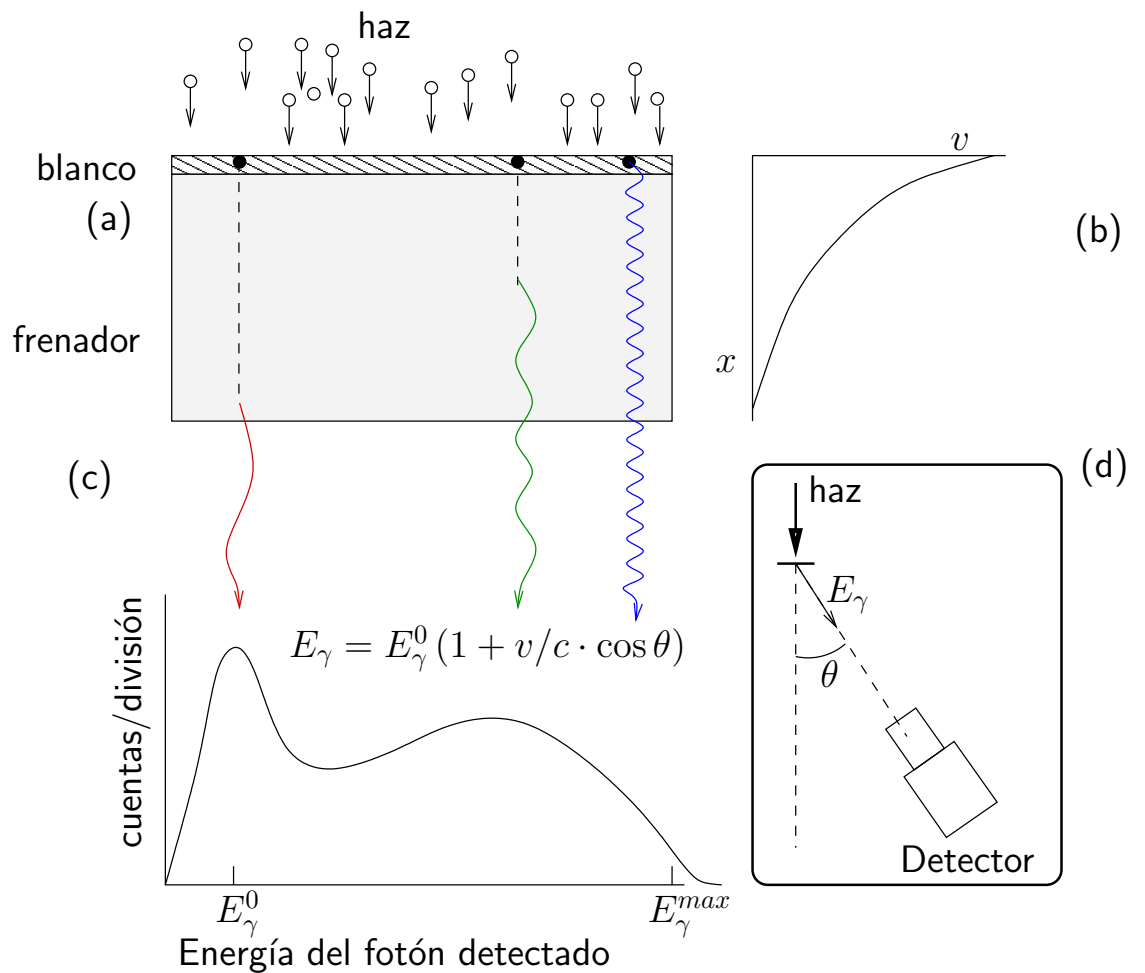 haz
blanco
(a)
frenador
v
(b)
x
(c)
(d)
haz
E_γ
θ
Detector
E_γ = E_γ^0 (1 + v/c · cos θ)
cuentas/división
E_γ^0
E_γ^{max}
Energía del fotón detectado